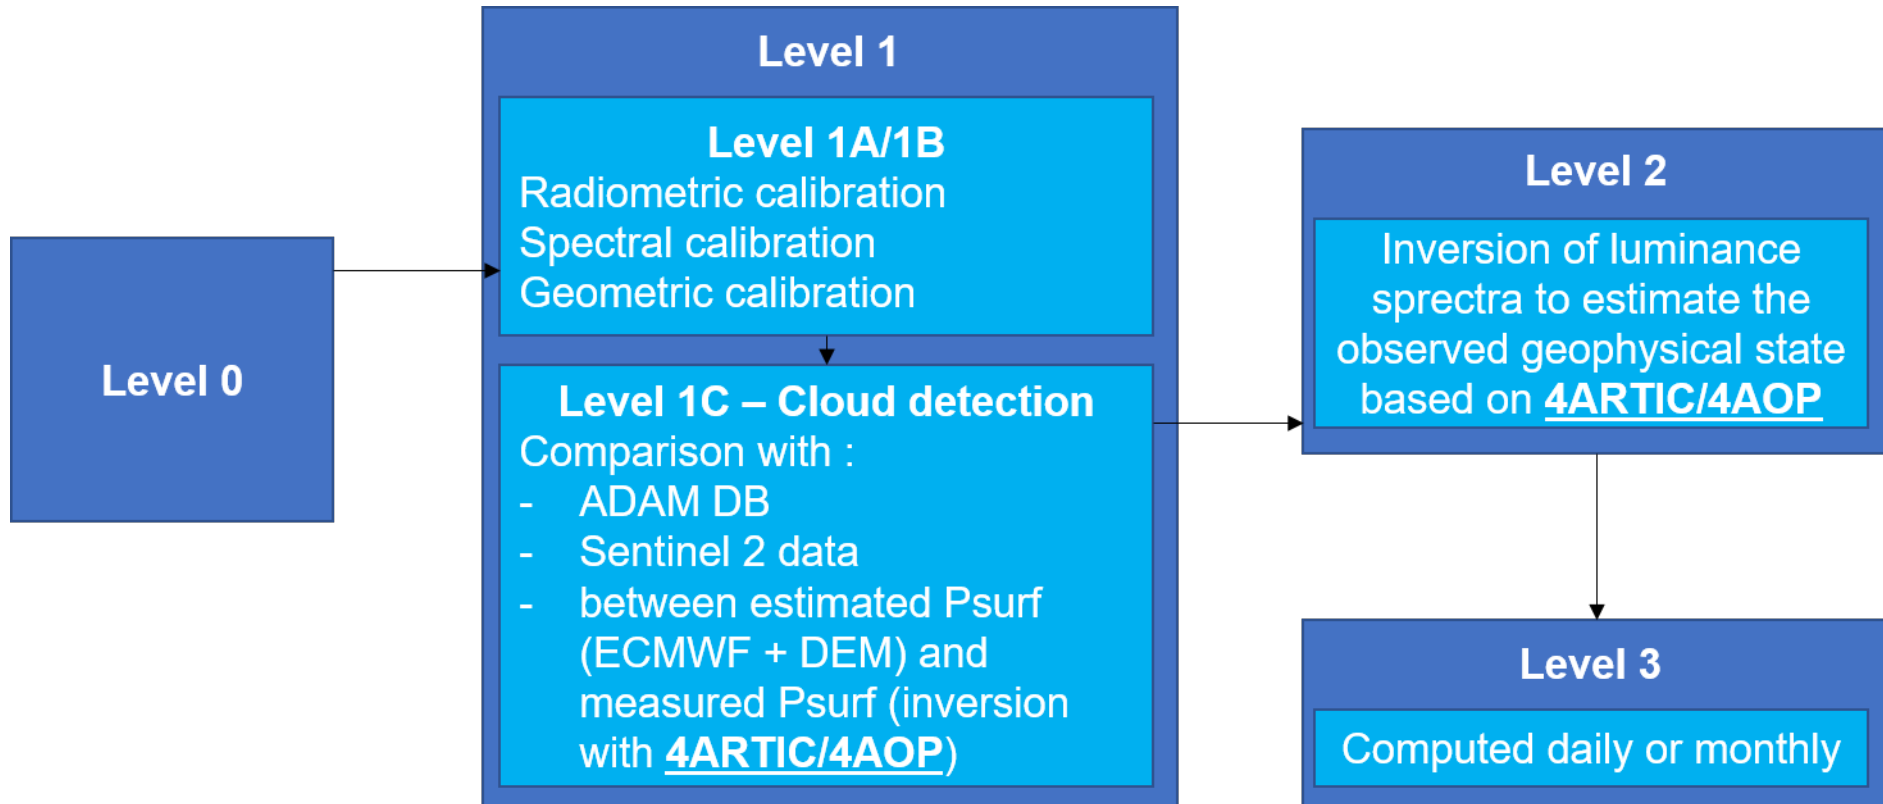 Level 0
Level 1
Level 1A/1B
Radiometric calibration
Spectral calibration
Geometric calibration
Level 1C – Cloud detection
Comparison with :
- ADAM DB
- Sentinel 2 data
- between estimated Psurf
(ECMWF + DEM) and
measured Psurf (inversion
with 4ARTIC/4AOP)
Level 2
Inversion of luminance
sprectra to estimate the
observed geophysical state
based on 4ARTIC/4AOP
Level 3
Computed daily or monthly